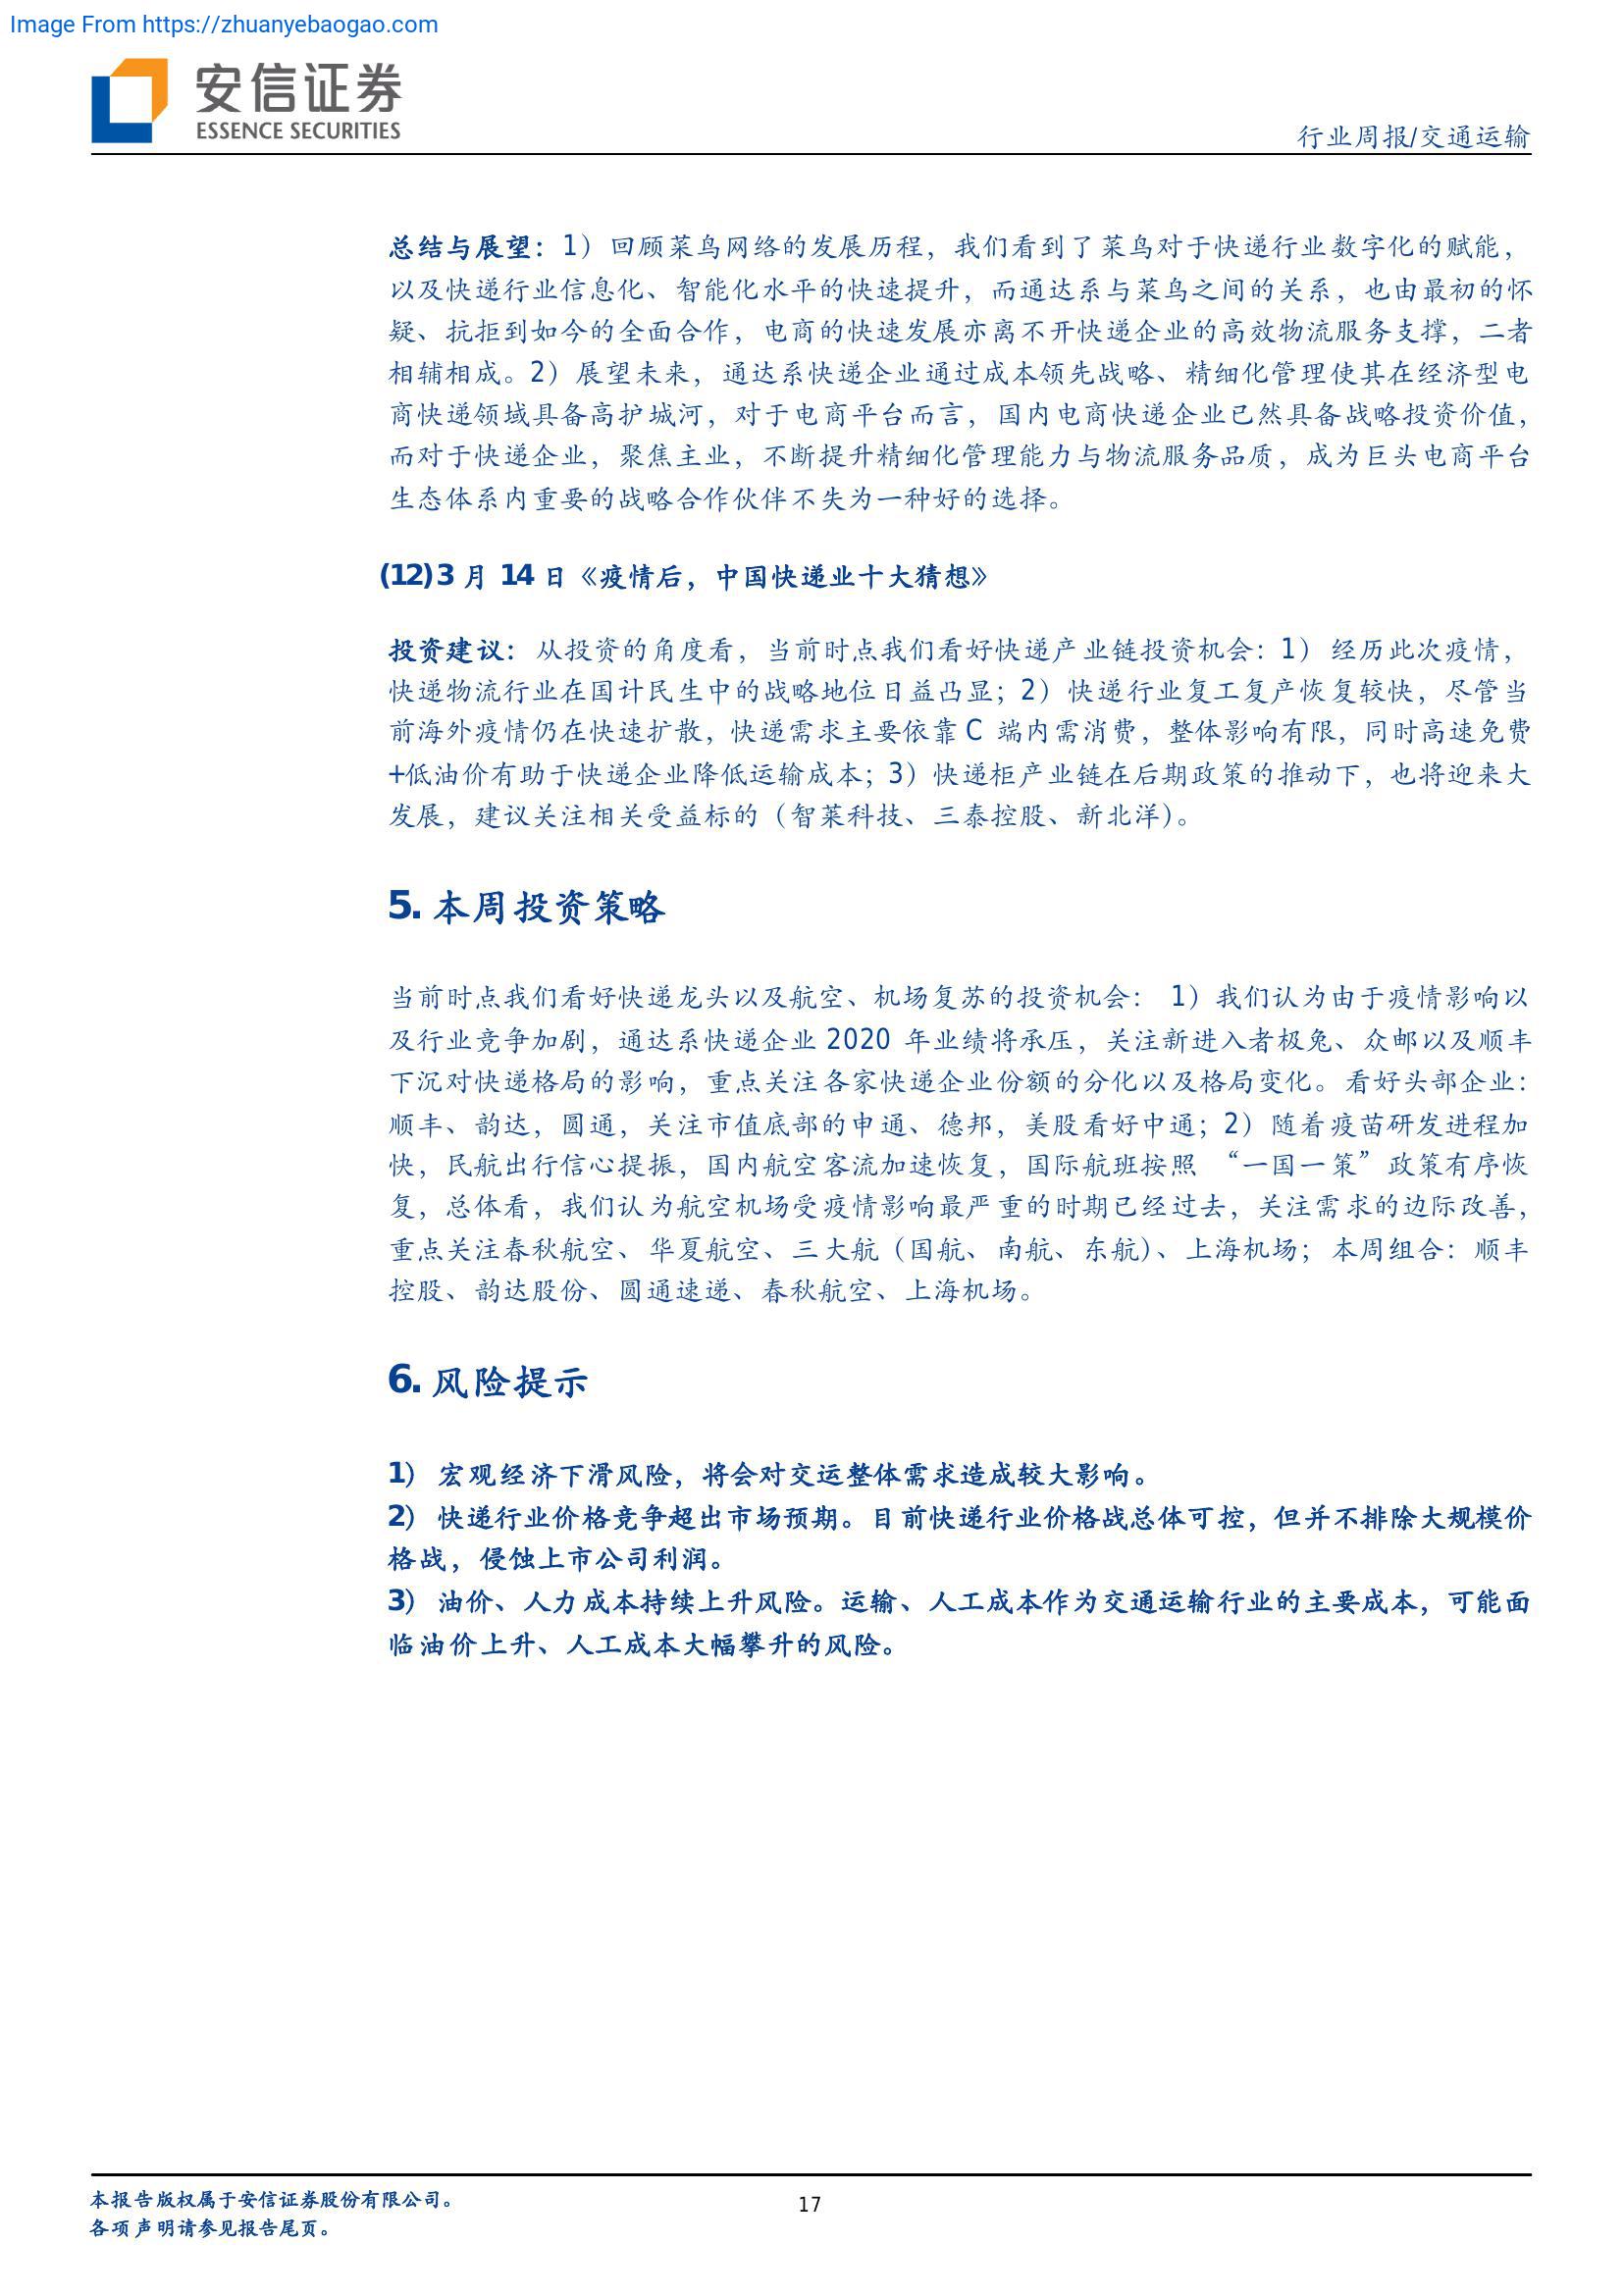 Image From https://zhuanyebaogao.com
安信证券
ESSENCE SECURITIES
行业周报/交通运输
总结与展望：1）回顾菜鸟网络的发展历程，我们看到了菜鸟对于快递行业数字化的赋能，
以及快递行业信息化、智能化水平的快速提升，而通达系与菜鸟之间的关系，也由最初的怀
疑、抗拒到如今的全面合作，电商的快速发展亦离不开快递企业的高效物流服务支撑，二者
相辅相成。2）展望未来，通达系快递企业通过成本领先战略、精细化管理使其在经济型电
商快递领域具备高护城河，对于电商平台而言，国内电商快递企业已然具备战略投资价值，
而对于快递企业，聚焦主业，不断提升精细化管理能力与物流服务品质，成为巨头电商平台
生态体系内重要的战略合作伙伴不失为一种好的选择。
(12)3 月 14 日《疫情后，中国快递业十大猜想》
投资建议：从投资的角度看，当前时点我们看好快递产业链投资机会：1） 经历此次疫情，
快递物流行业在国计民生中的战略地位日益凸显；2）快递行业复工复产恢复较快，尽管当
前海外疫情仍在快速扩散，快递需求主要依靠 C 端内需消费，整体影响有限，同时高速免费
+低油价有助于快递企业降低运输成本；3）快递柜产业链在后期政策的推动下，也将迎来大
发展，建议关注相关受益标的（智莱科技、三泰控股、新北洋）。
5. 本周投资策略
当前时点我们看好快递龙头以及航空、机场复苏的投资机会： 1）我们认为由于疫情影响以
及行业竞争加剧，通达系快递企业 2020 年业绩将承压，关注新进入者极兔、众邮以及顺丰
下沉对快递格局的影响，重点关注各家快递企业份额的分化以及格局变化。看好头部企业：
顺丰、韵达，圆通，关注市值底部的申通、德邦，美股看好中通；2）随着疫苗研发进程加
快，民航出行信心提振，国内航空客流加速恢复，国际航班按照 “一国一策”政策有序恢
复，总体看，我们认为航空机场受疫情影响最严重的时期已经过去，关注需求的边际改善，
重点关注春秋航空、华夏航空、三大航（国航、南航、东航）、上海机场；本周组合：顺丰
控股、韵达股份、圆通速递、春秋航空、上海机场。
6. 风险提示
1） 宏观经济下滑风险，将会对交运整体需求造成较大影响。
2） 快递行业价格竞争超出市场预期。目前快递行业价格战总体可控，但并不排除大规模价
格战，侵蚀上市公司利润。
3） 油价、人力成本持续上升风险。运输、人工成本作为交通运输行业的主要成本，可能面
临油价上升、人工成本大幅攀升的风险。
本报告版权属于安信证券股份有限公司。
17
各项声明请参见报告尾页。